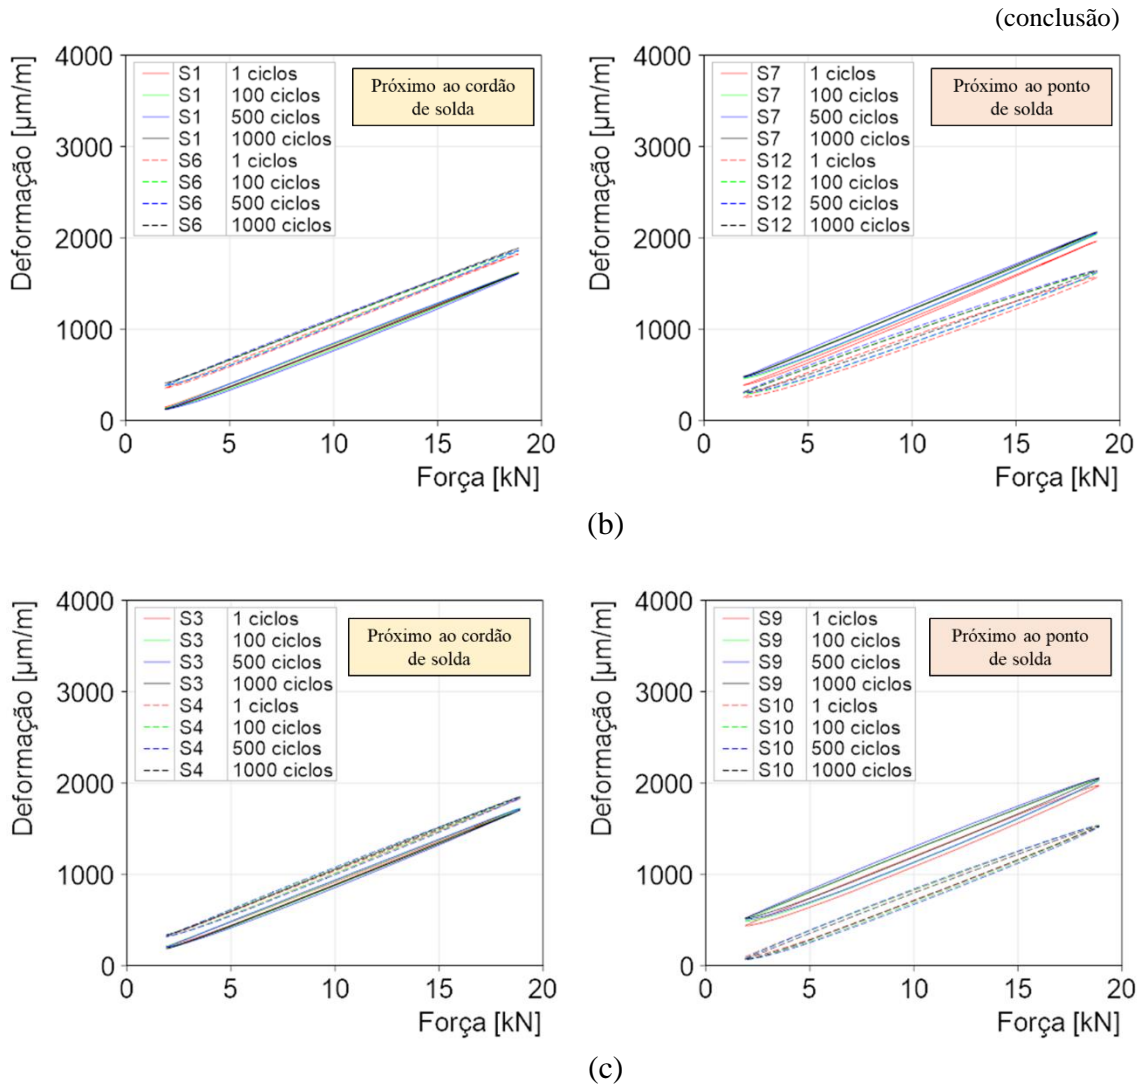 (conclusão)
Deformação [µm/m]
4000
3000
2000
1000
0
S1 1 ciclos
S1 100 ciclos
S1 500 ciclos
S1 1000 ciclos
S6 1 ciclos
S6 100 ciclos
S6 500 ciclos
S6 1000 ciclos
Próximo ao cordão
de solda
0 5 10 15 20
Força [kN]
Deformação [µm/m]
4000
3000
2000
1000
0
S7 1 ciclos
S7 100 ciclos
S7 500 ciclos
S7 1000 ciclos
S12 1 ciclos
S12 100 ciclos
S12 500 ciclos
S12 1000 ciclos
Próximo ao ponto
de solda
0 5 10 15 20
Força [kN]
(b)
Deformação [µm/m]
4000
3000
2000
1000
0
S3 1 ciclos
S3 100 ciclos
S3 500 ciclos
S3 1000 ciclos
S4 1 ciclos
S4 100 ciclos
S4 500 ciclos
S4 1000 ciclos
Próximo ao cordão
de solda
0 5 10 15 20
Força [kN]
Deformação [µm/m]
4000
3000
2000
1000
0
S9 1 ciclos
S9 100 ciclos
S9 500 ciclos
S9 1000 ciclos
S10 1 ciclos
S10 100 ciclos
S10 500 ciclos
S10 1000 ciclos
Próximo ao ponto
de solda
0 5 10 15 20
Força [kN]
(c)